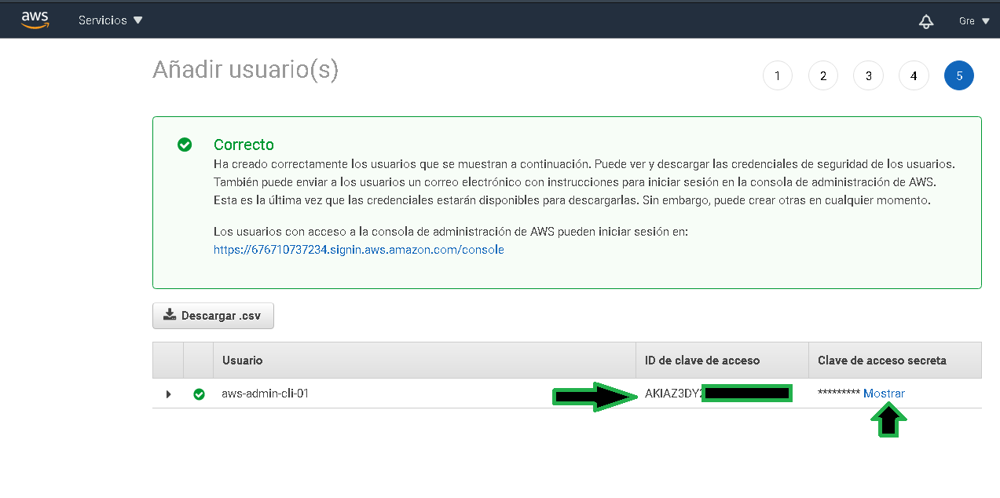 aws
Servicios
Gre
Añadir usuario(s)
1
2
3
4
5
Correcto
Ha creado correctamente los usuarios que se muestran a continuación. Puede ver y descargar las credenciales de seguridad de los usuarios.
También puede enviar a los usuarios un correo electrónico con instrucciones para iniciar sesión en la consola de administración de AWS.
Esta es la última vez que las credenciales estarán disponibles para descargarlas. Sin embargo, puede crear otras en cualquier momento.
Los usuarios con acceso a la consola de administración de AWS pueden iniciar sesión en:
https://676710737234.signin.aws.amazon.com/console
Descargar .csv
Usuario
ID de clave de acceso
Clave de acceso secreta
aws-admin-cli-01
AKIAZ3DYZ
********* Mostrar